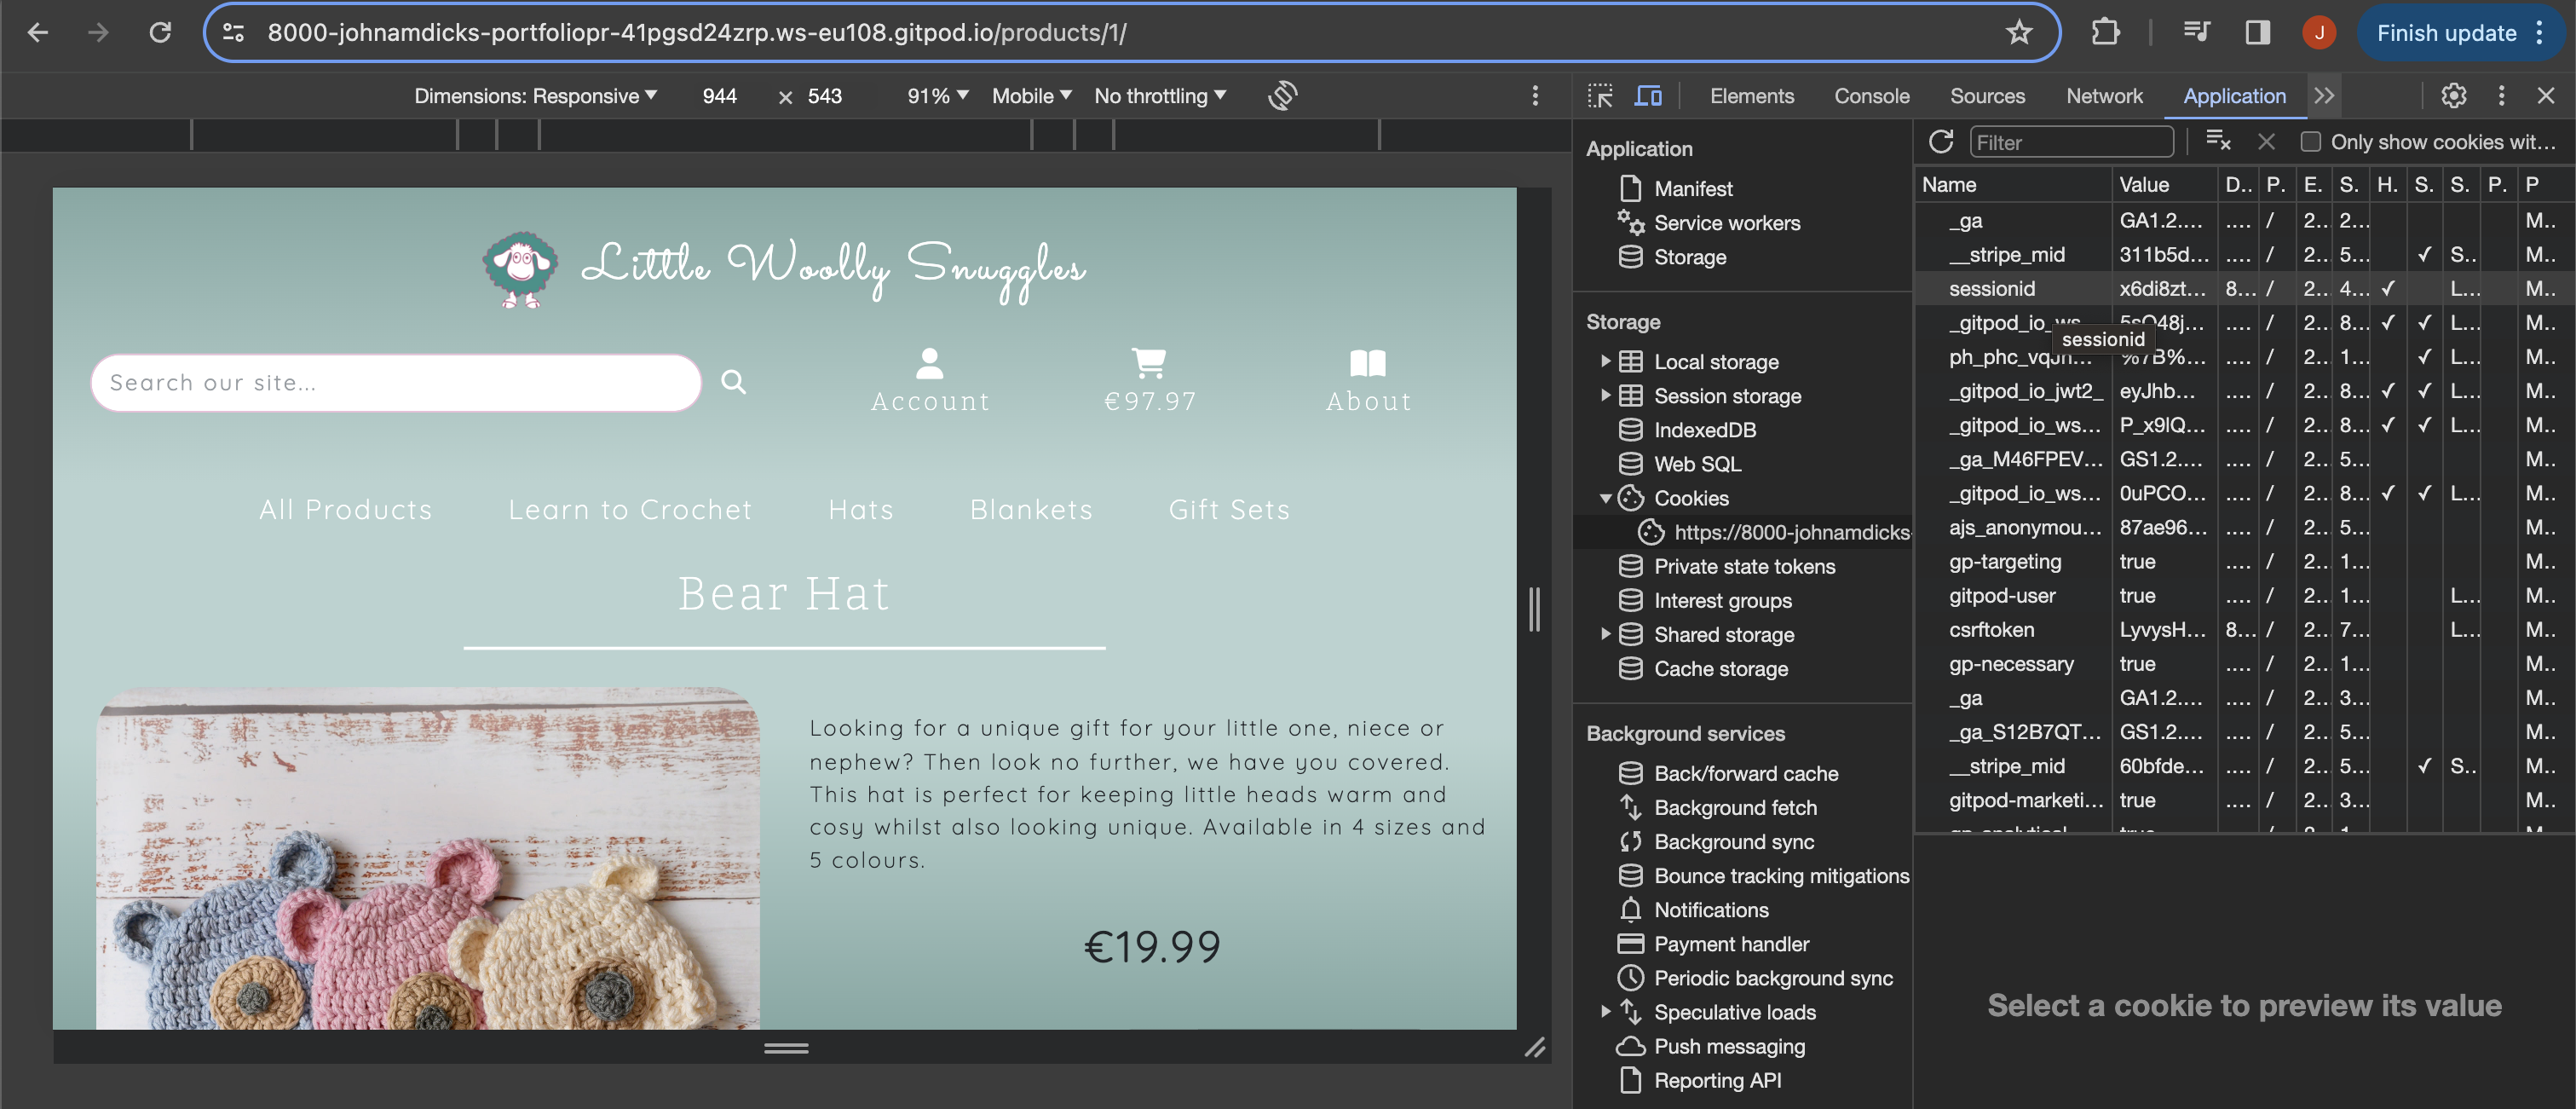 8000-johnamdicks-portfoliopr-41pgsd24zrp.ws-eu108.gitpod.io/products/1/
J
Finish update
Dimensions: Responsive
944
×
543
91%
Mobile
No throttling
Elements
Console
Sources
Network
Application
Little Woolly Snuggles
Search our site...
Account
€97.97
About
All Products
Learn to Crochet
Hats
Blankets
Gift Sets
Bear Hat
Looking for a unique gift for your little one, niece or
nephew? Then look no further, we have you covered.
This hat is perfect for keeping little heads warm and
cosy whilst also looking unique. Available in 4 sizes and
5 colours.
€19.99
Application
Manifest
Service workers
Storage
Storage
Local storage
Session storage
IndexedDB
Web SQL
Cookies
https://8000-johnamdicks-
Private state tokens
Interest groups
Shared storage
Cache storage
Background services
Back/forward cache
Background fetch
Background sync
Bounce tracking mitigations
Notifications
Payment handler
Periodic background sync
Speculative loads
Push messaging
Reporting API
Filter
Only show cookies wit...
Name Value D.. P. E. S. H. S. S. P. P
_ga GA1.2.... .... / 2.. 2... M..
__stripe_mid 311b5d... .... / 2.. 5... ✓ S.. M..
sessionid x6di8zt... 8... / 2.. 4... ✓ L... M..
_gitpod_io_ws... .... / 2.. 8... ✓ ✓ L... M..
sessionid
.... / 2.. 1... ✓ L... M..
_gitpod_io_jwt2_ eyJhb... .... / 2.. 8... ✓ ✓ L... M..
_gitpod_io_ws... P_x9lQ... .... / 2.. 8... ✓ ✓ L... M..
_ga_M46FPEV... GS1.2.... .... / 2.. 5... M..
_gitpod_io_ws... 0uPCO... .... / 2.. 8... ✓ ✓ L... M..
ajs_anonymou... 87ae96... .... / 2.. 5... M..
gp-targeting true .... / 2.. 1... M..
gitpod-user true .... / 2.. 1... L... M..
csrftoken LyvysH... 8... / 2.. 7... L... M..
gp-necessary true .... / 2.. 1... M..
_ga GA1.2.... .... / 2.. 3... M..
_ga_S12B7QT... GS1.2.... .... / 2.. 5... M..
__stripe_mid 60bfde... .... / 2.. 5... ✓ S.. M..
gitpod-marketi... true .... / 2.. 3... M..
Select a cookie to preview its value